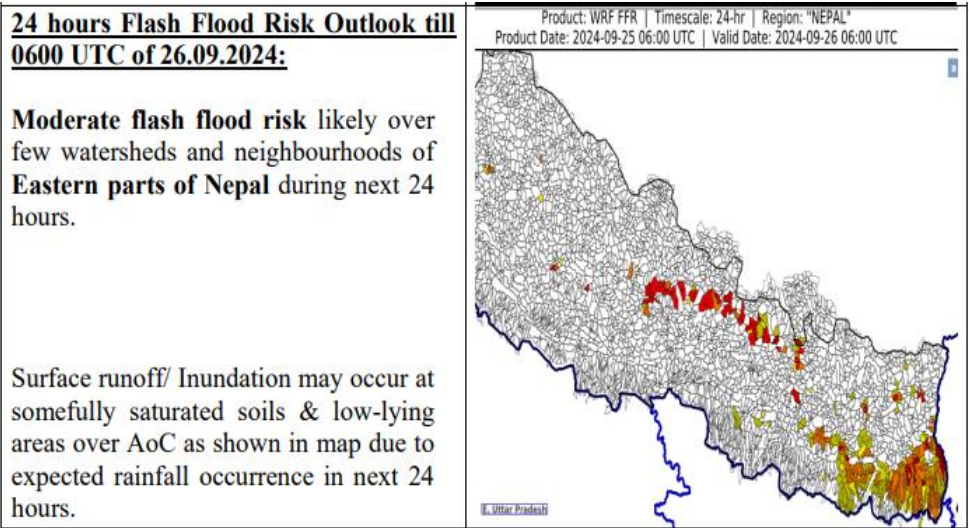 24 hours Flash Flood Risk Outlook till
0600 UTC of 26.09.2024:
Moderate flash flood risk likely over
few watersheds and neighbourhoods of
Eastern parts of Nepal during next 24
hours.
Surface runoff/ Inundation may occur at
somefully saturated soils & low-lying
areas over AoC as shown in map due to
expected rainfall occurrence in next 24
hours.
Product: WRF FFR | Timescale: 24-hr | Region: "NEPAL"
Product Date: 2024-09-25 06:00 UTC | Valid Date: 2024-09-26 06:00 UTC
E. Uttar Pradesh